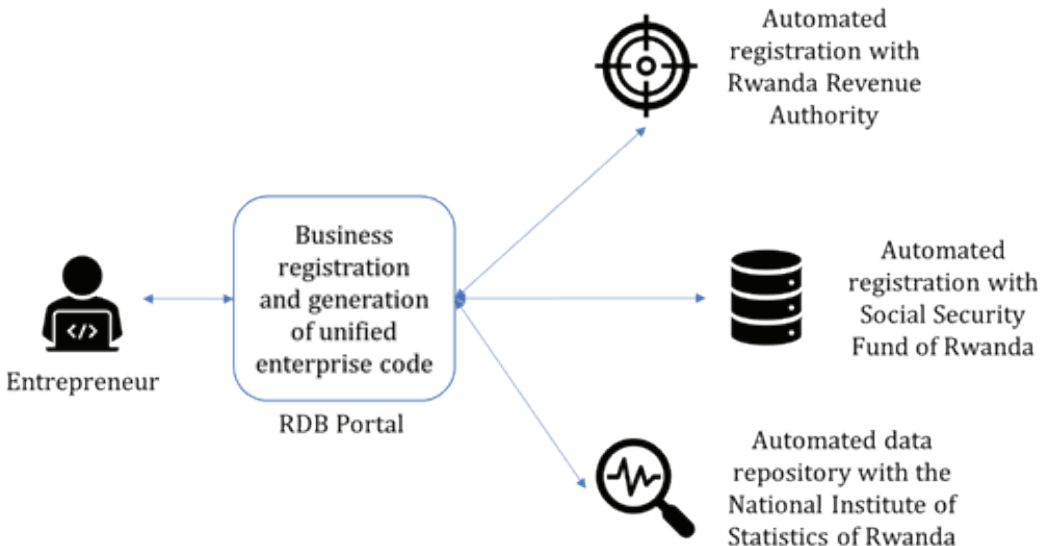 Entrepreneur
Business
registration
and generation
of unified
enterprise code
RDB Portal
Automated
registration with
Rwanda Revenue
Authority
Automated
registration with
Social Security
Fund of Rwanda
Automated data
repository with the
National Institute of
Statistics of Rwanda